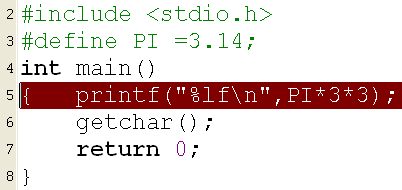 2 #include <stdio.h>
3 #define PI =3.14;
4 int main()
5 {   printf("%lf\n",PI*3*3);
6     getchar();
7     return 0;
8 }